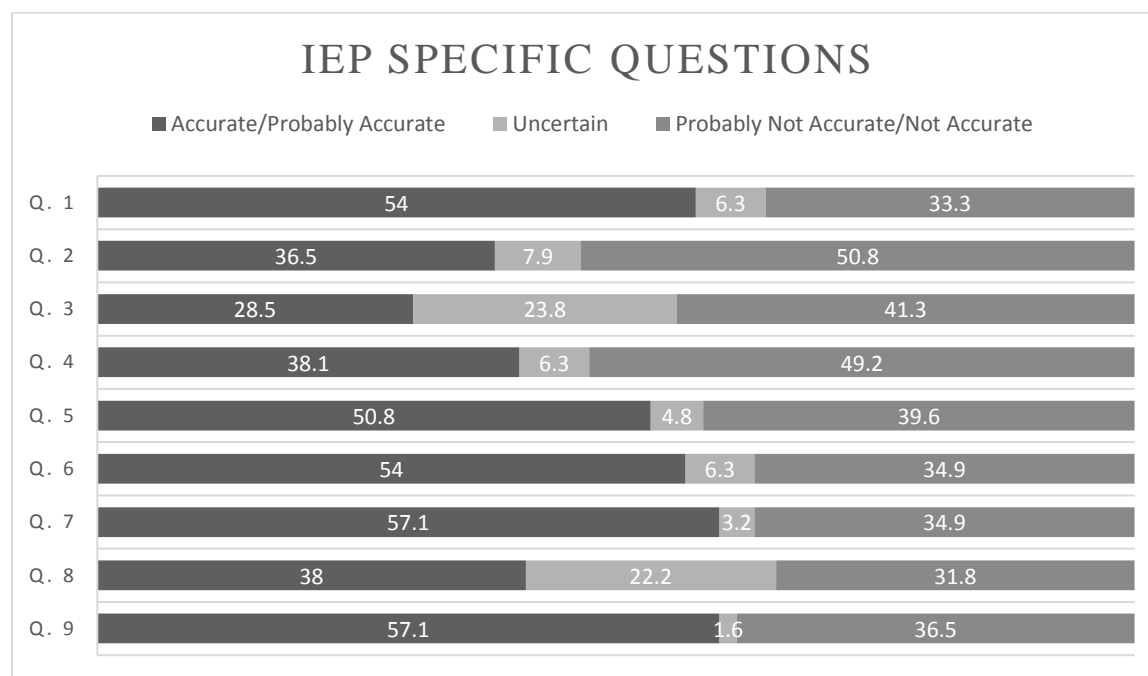 IEP SPECIFIC QUESTIONS
Accurate/Probably Accurate Uncertain Probably Not Accurate/Not Accurate
Q. 1 54 6.3 33.3
Q. 2 36.5 7.9 50.8
Q. 3 28.5 23.8 41.3
Q. 4 38.1 6.3 49.2
Q. 5 50.8 4.8 39.6
Q. 6 54 6.3 34.9
Q. 7 57.1 3.2 34.9
Q. 8 38 22.2 31.8
Q. 9 57.1 1.6 36.5